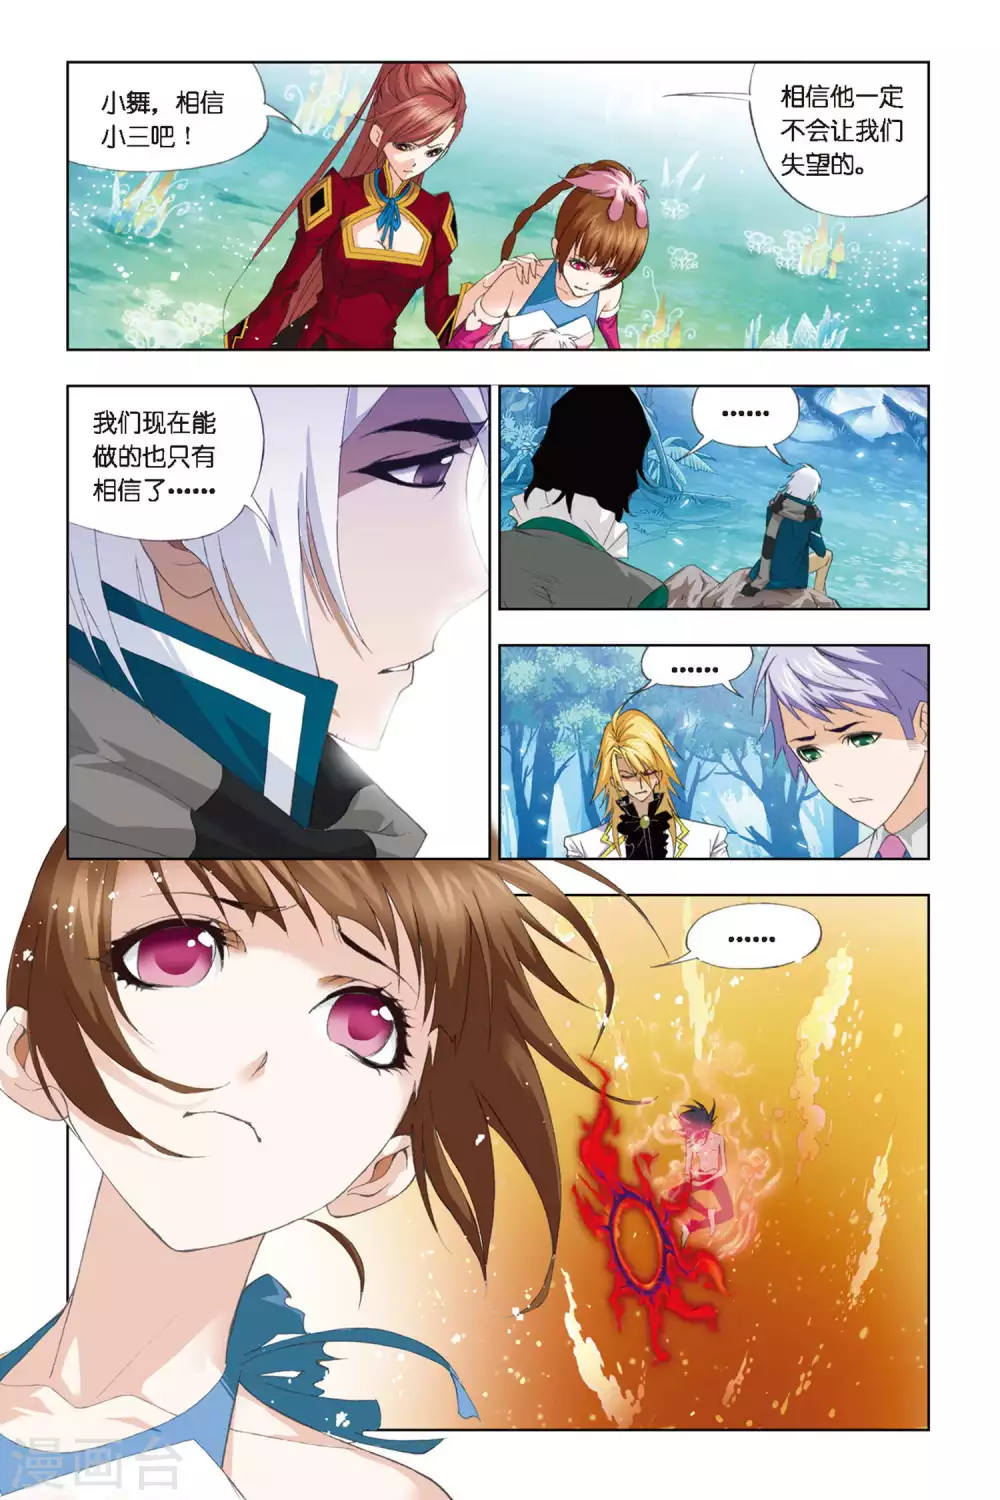 小舞，相信
小三吧！
相信他一定
不会让我们
失望的。
我们现在能
做的也只有
相信了……
……
……
……
漫画台